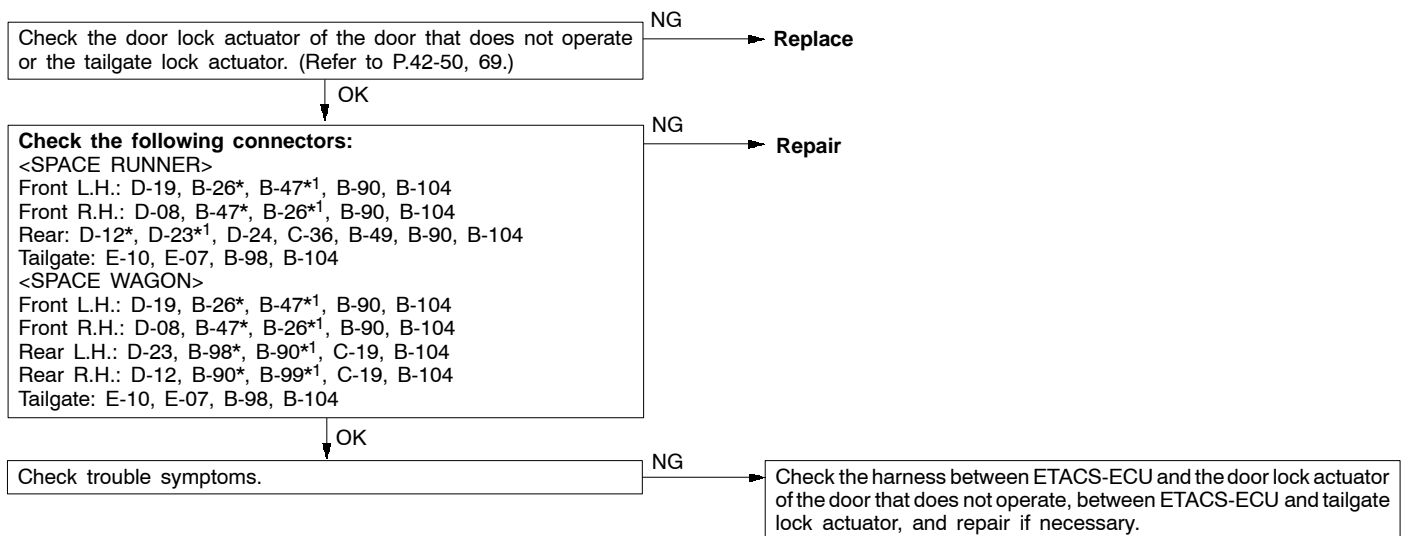 Check the door lock actuator of the door that does not operate
or the tailgate lock actuator. (Refer to P.42-50, 69.)
NG
Replace
OK
Check the following connectors:
<SPACE RUNNER>
Front L.H.: D-19, B-26*, B-47*1, B-90, B-104
Front R.H.: D-08, B-47*, B-26*1, B-90, B-104
Rear: D-12*, D-23*1, D-24, C-36, B-49, B-90, B-104
Tailgate: E-10, E-07, B-98, B-104
<SPACE WAGON>
Front L.H.: D-19, B-26*, B-47*1, B-90, B-104
Front R.H.: D-08, B-47*, B-26*1, B-90, B-104
Rear L.H.: D-23, B-98*, B-90*1, C-19, B-104
Rear R.H.: D-12, B-90*, B-99*1, C-19, B-104
Tailgate: E-10, E-07, B-98, B-104
NG
Repair
OK
Check trouble symptoms.
NG
Check the harness between ETACS-ECU and the door lock actuator
of the door that does not operate, between ETACS-ECU and tailgate
lock actuator, and repair if necessary.